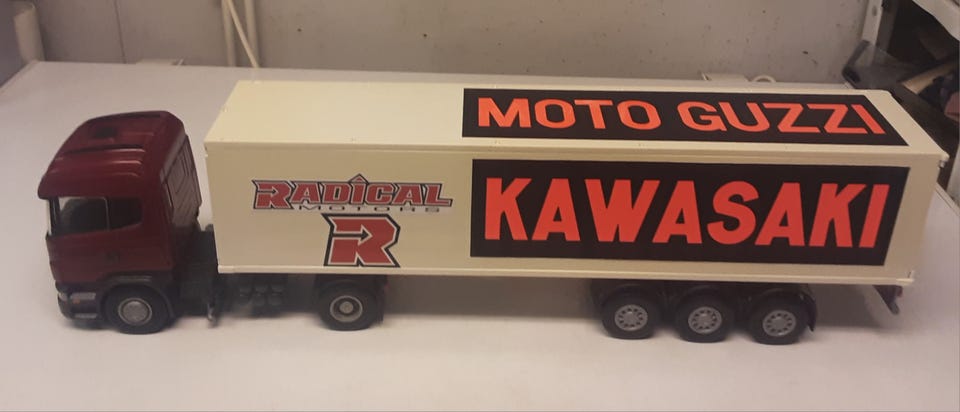 MOTO GUZZI
RADICAL
MOTORS
R
KAWASAKI